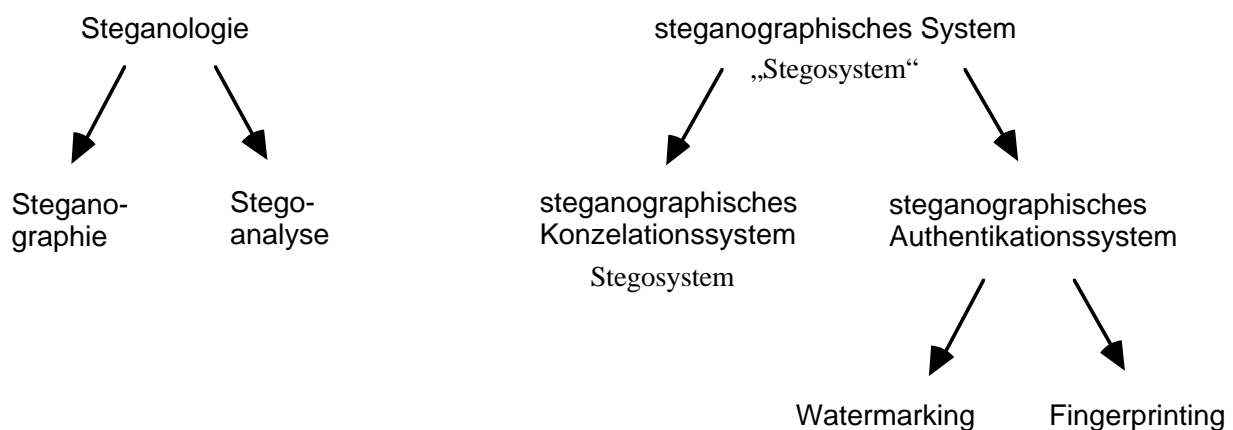 Steganologie
steganographisches System
„Stegosystem“
Stegano-
graphie
Stego-
analyse
steganographisches
Konzelationssystem
Stegosystem
steganographisches
Authentikationssystem
Watermarking
Fingerprinting